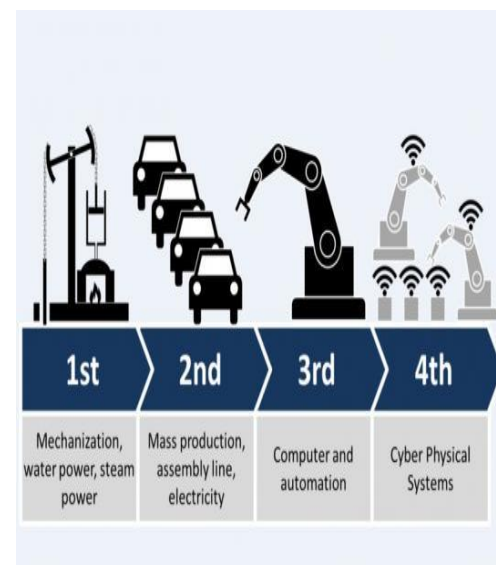 1st
2nd
3rd
4th
Mechanization,
water power, steam
power
Mass production,
assembly line,
electricity
Computer and
automation
Cyber Physical
Systems